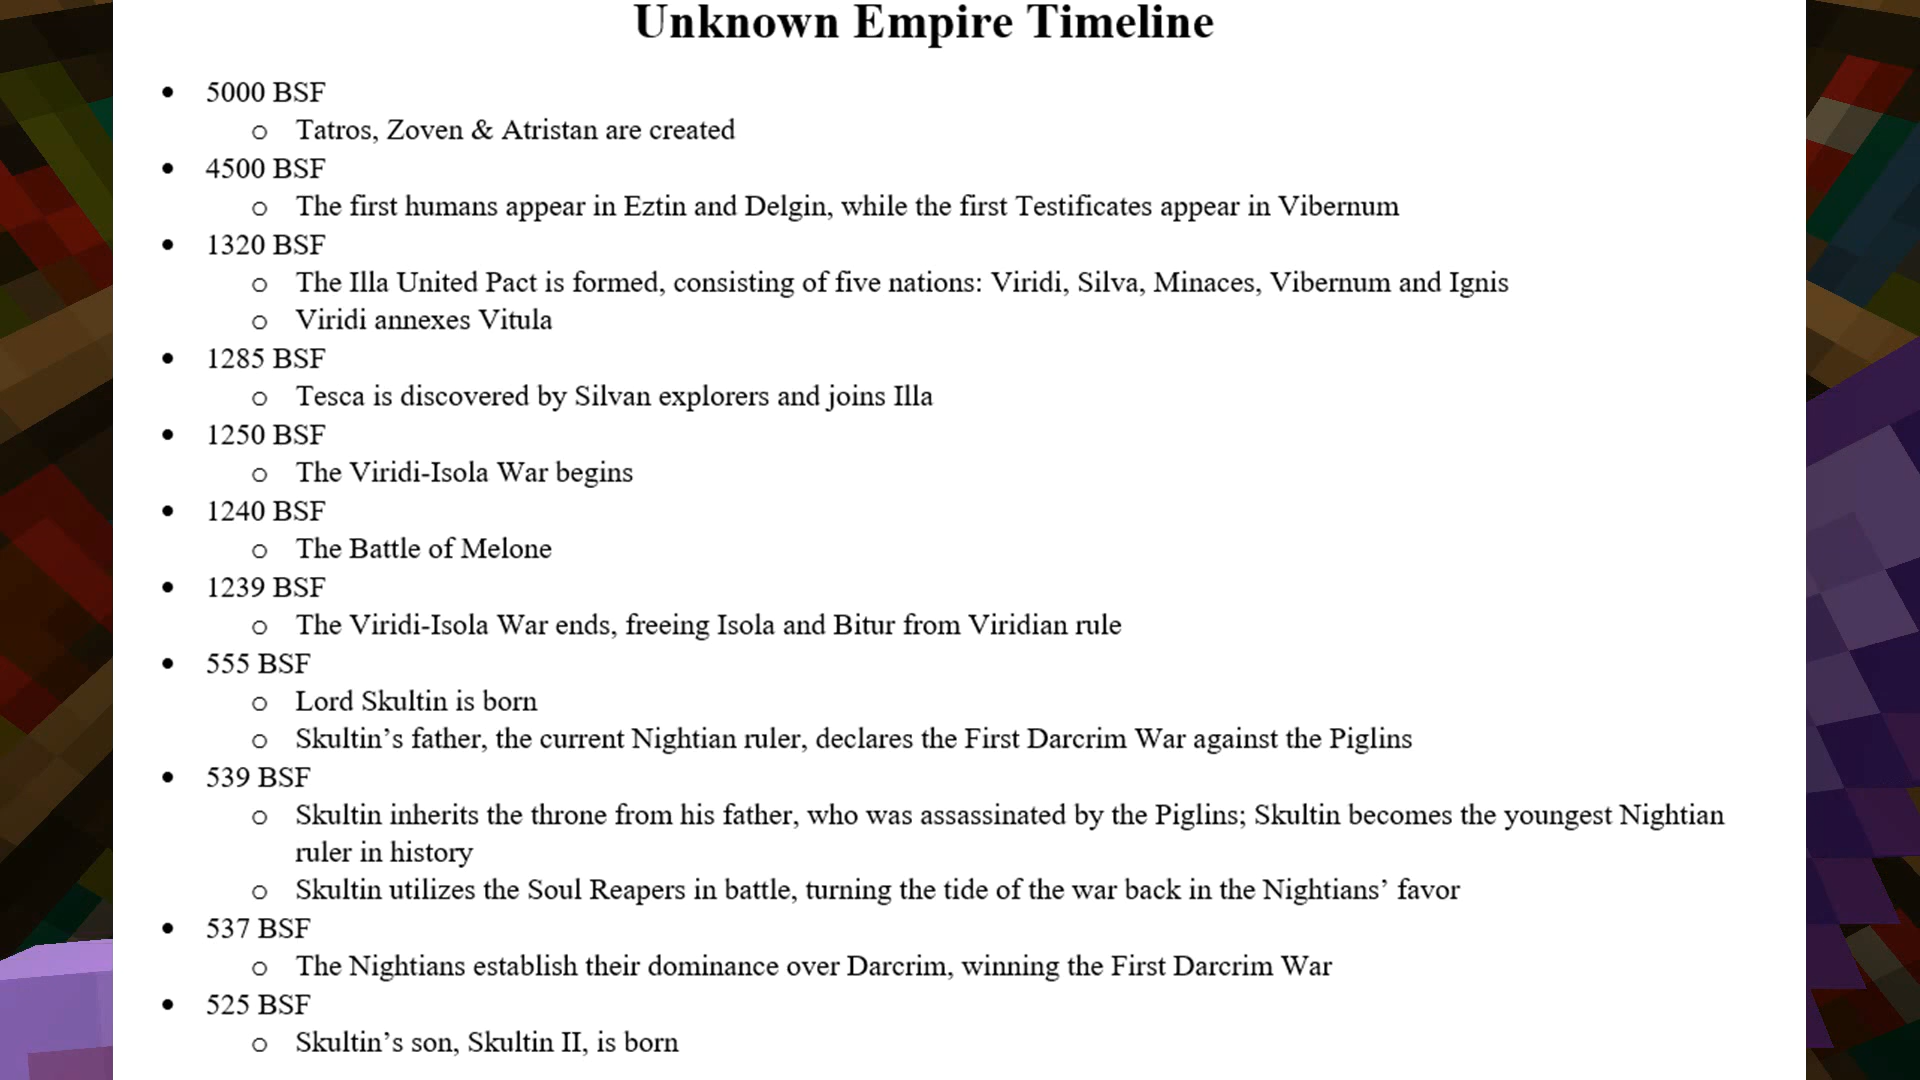 Unknown Empire Timeline
• 5000 BSF
o Tatros, Zoven & Atristan are created
• 4500 BSF
o The first humans appear in Eztin and Delgin, while the first Testificates appear in Vibernum
• 1320 BSF
o The Illa United Pact is formed, consisting of five nations: Viridi, Silva, Minaces, Vibernum and Ignis
o Viridi annexes Vitula
• 1285 BSF
o Tesca is discovered by Silvan explorers and joins Illa
• 1250 BSF
o The Viridi-Isola War begins
• 1240 BSF
o The Battle of Melone
• 1239 BSF
o The Viridi-Isola War ends, freeing Isola and Bitur from Viridian rule
• 555 BSF
o Lord Skultin is born
o Skultin’s father, the current Nightian ruler, declares the First Darcrim War against the Piglins
• 539 BSF
o Skultin inherits the throne from his father, who was assassinated by the Piglins; Skultin becomes the youngest Nightian
ruler in history
o Skultin utilizes the Soul Reapers in battle, turning the tide of the war back in the Nightians’ favor
• 537 BSF
o The Nightians establish their dominance over Darcrim, winning the First Darcrim War
• 525 BSF
o Skultin’s son, Skultin II, is born